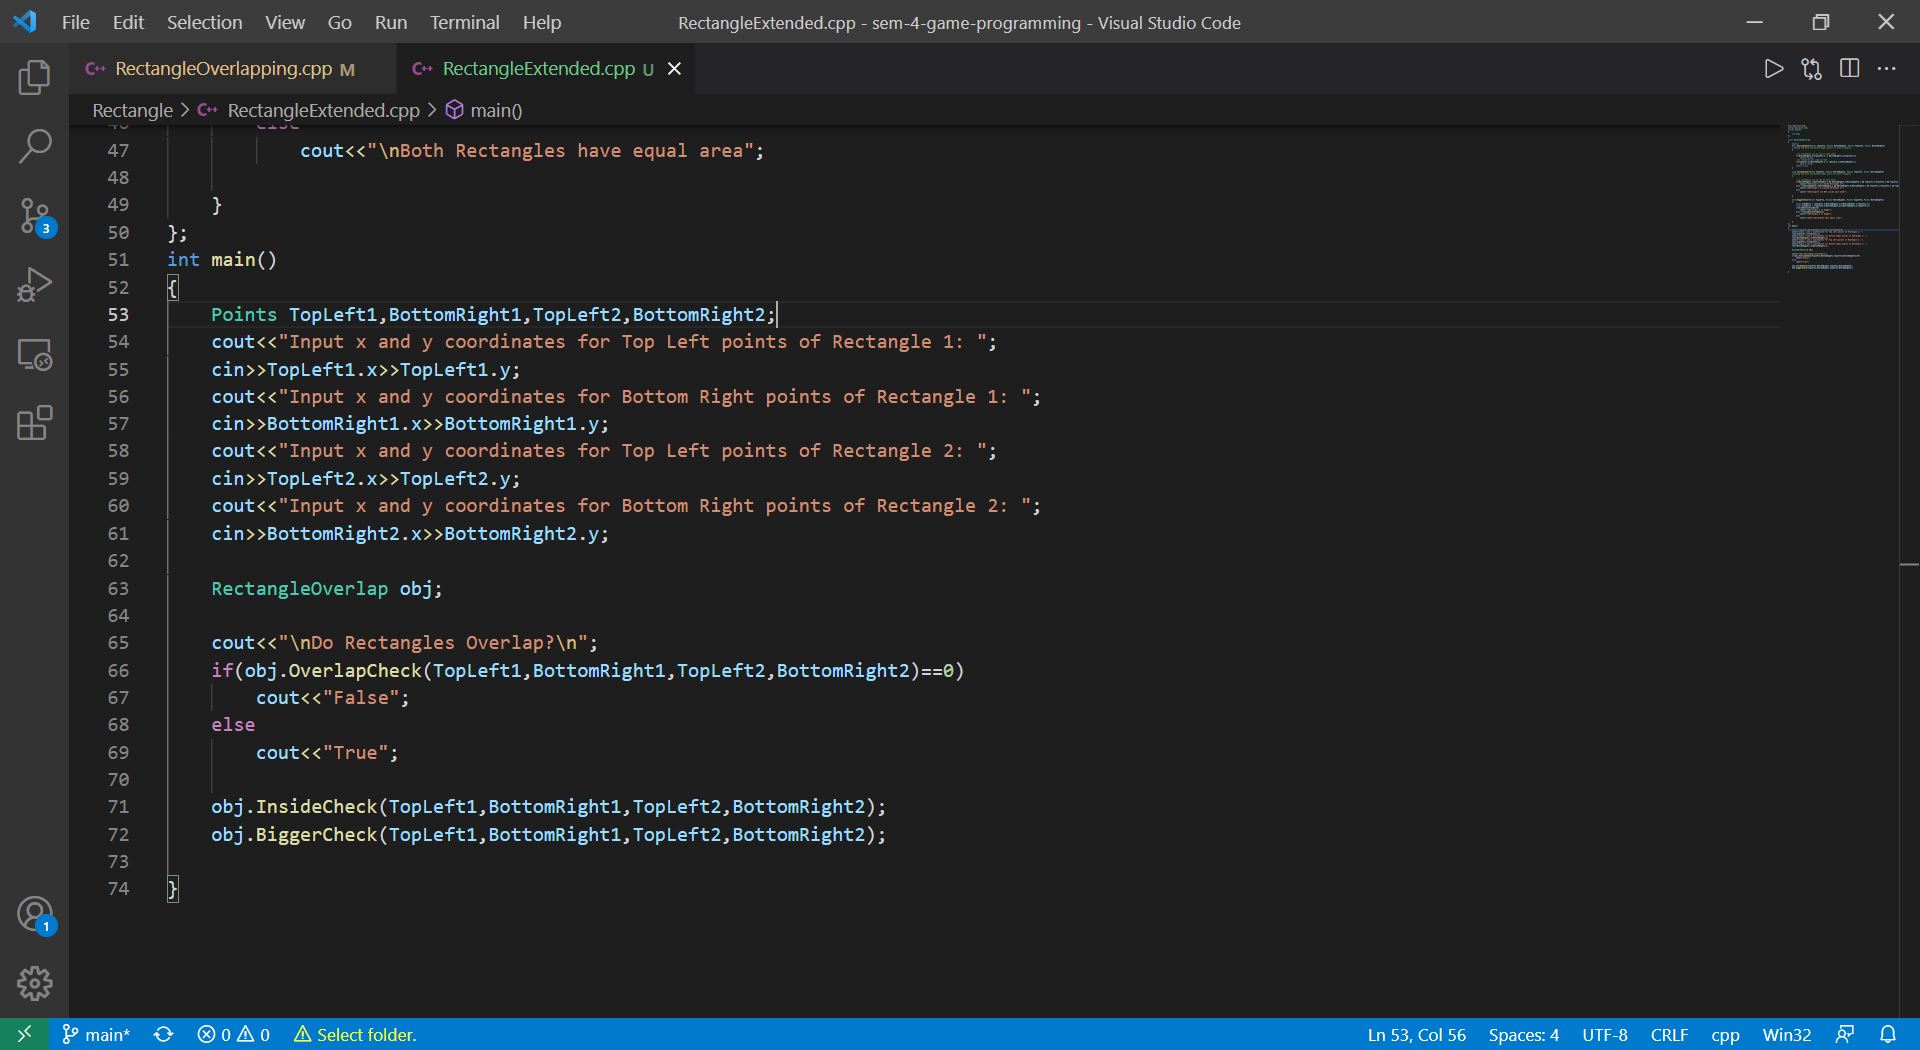 File Edit Selection View Go Run Terminal Help RectangleExtended.cpp - sem-4-game-programming - Visual Studio Code
C++ RectangleOverlapping.cpp M C++ RectangleExtended.cpp U
Rectangle > C++ RectangleExtended.cpp > main()
46 else
47 cout<<"\nBoth Rectangles have equal area";
48
49 }
50 };
51 int main()
52 {
53 Points TopLeft1,BottomRight1,TopLeft2,BottomRight2;
54 cout<<"Input x and y coordinates for Top Left points of Rectangle 1: ";
55 cin>>TopLeft1.x>>TopLeft1.y;
56 cout<<"Input x and y coordinates for Bottom Right points of Rectangle 1: ";
57 cin>>BottomRight1.x>>BottomRight1.y;
58 cout<<"Input x and y coordinates for Top Left points of Rectangle 2: ";
59 cin>>TopLeft2.x>>TopLeft2.y;
60 cout<<"Input x and y coordinates for Bottom Right points of Rectangle 2: ";
61 cin>>BottomRight2.x>>BottomRight2.y;
62
63 RectangleOverlap obj;
64
65 cout<<"\nDo Rectangles Overlap?\n";
66 if(obj.OverlapCheck(TopLeft1,BottomRight1,TopLeft2,BottomRight2)==0)
67 cout<<"False";
68 else
69 cout<<"True";
70
71 obj.InsideCheck(TopLeft1,BottomRight1,TopLeft2,BottomRight2);
72 obj.BiggerCheck(TopLeft1,BottomRight1,TopLeft2,BottomRight2);
73
74 }
3
1
main* 0 0 Select folder. Ln 53, Col 56 Spaces: 4 UTF-8 CRLF cpp Win32